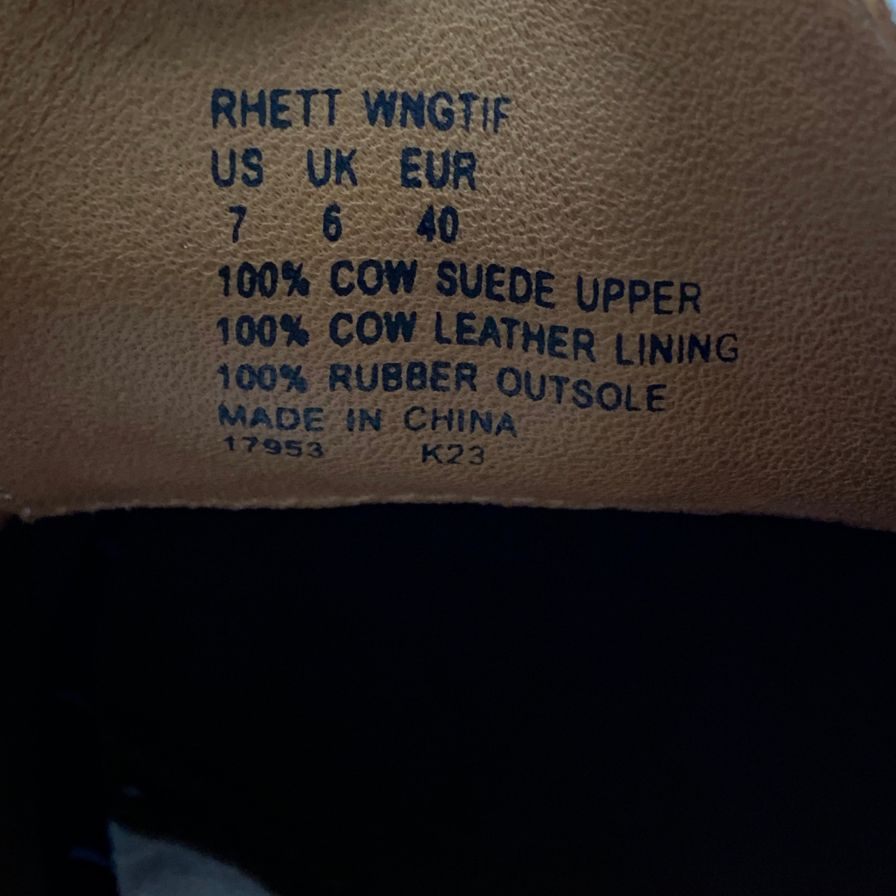 RHETT WNGTIF
US UK EUR
7 6 40
100% COW SUEDE UPPER
100% COW LEATHER LINING
100% RUBBER OUTSOLE
MADE IN CHINA
17953 K23